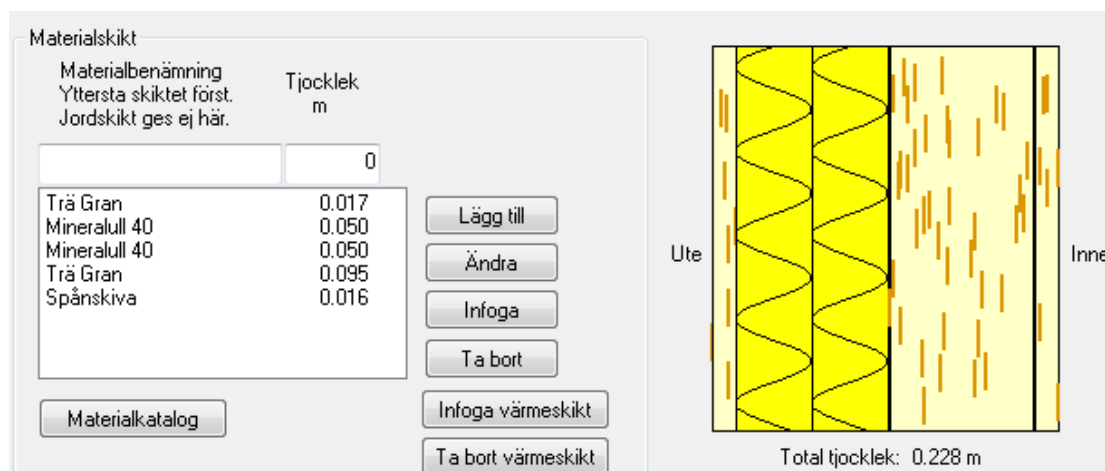 Materialskikt
Materialbenämning
Yttersta skiktet först.
Jordskikt ges ej här.
Tjocklek
m
0
Trä Gran 0.017
Mineralull 40 0.050
Mineralull 40 0.050
Trä Gran 0.095
Spånskiva 0.016
Lägg till
Ändra
Infoga
Ta bort
Materialkatalog
Infoga värmeskikt
Ta bort värmeskikt
Ute
Inne
Total tjocklek: 0.228 m